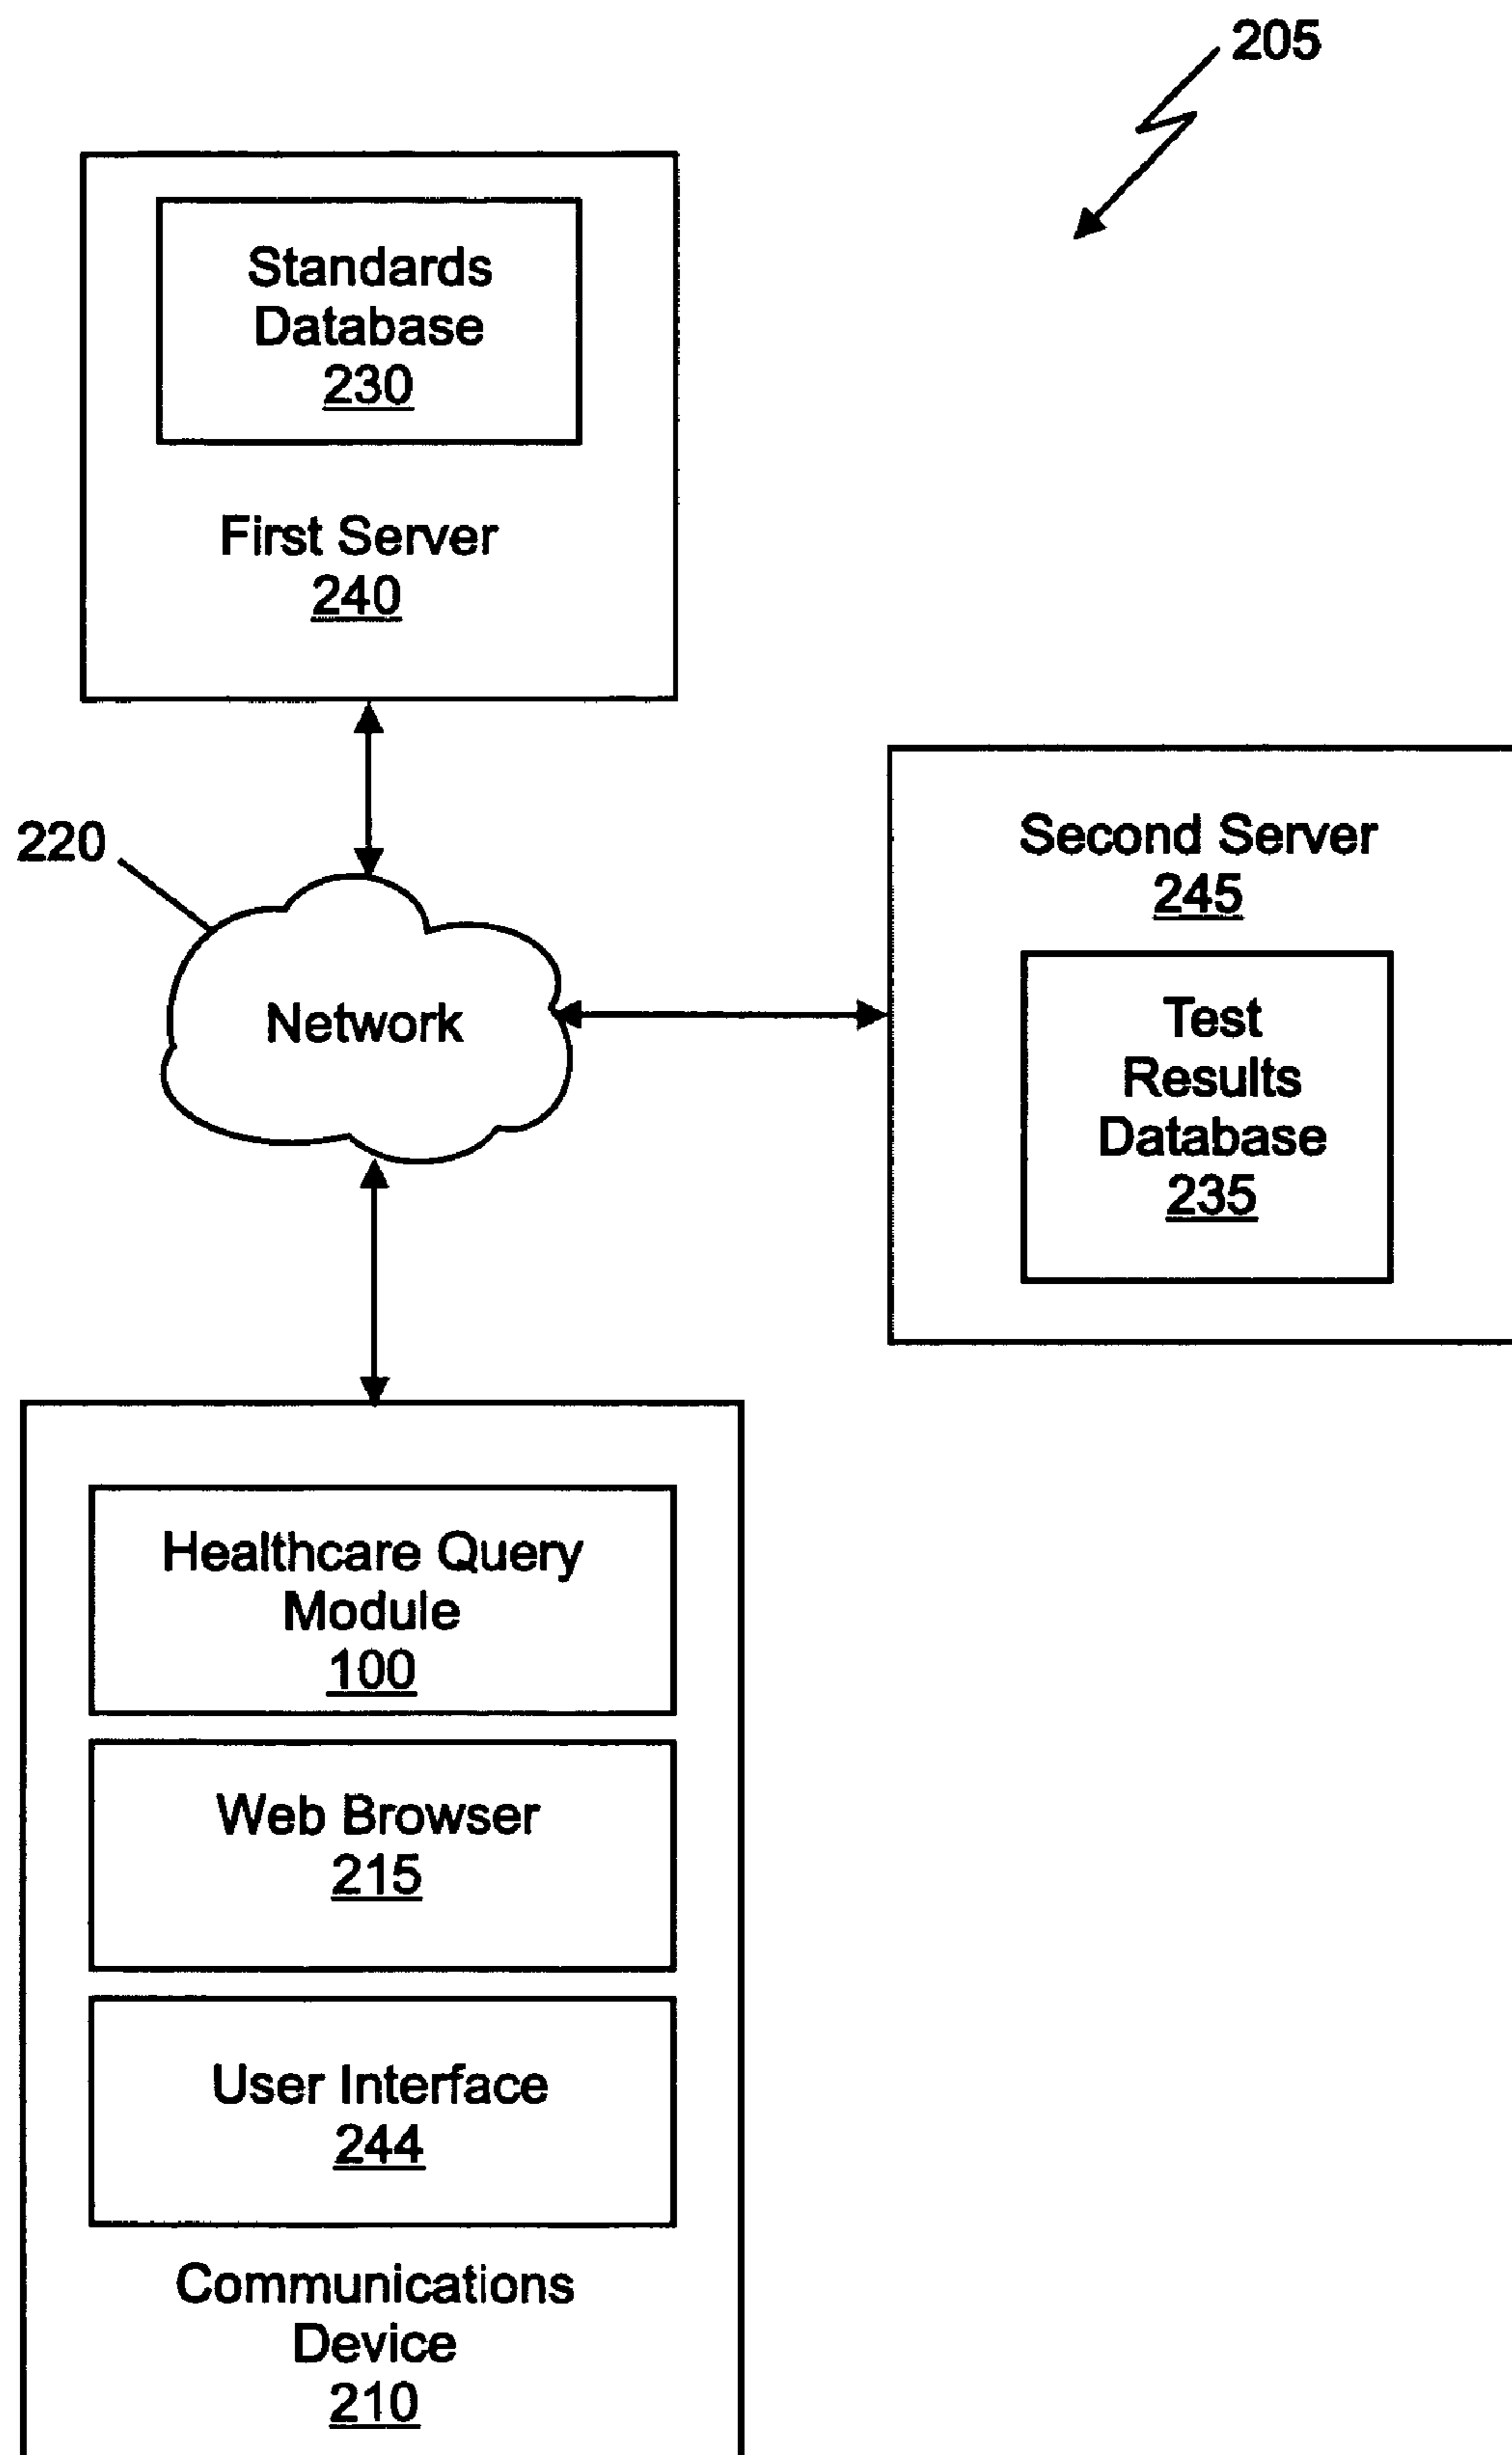 205
Standards
Database
230
First Server
240
220
Network
Second Server
245
Test
Results
Database
235
Healthcare Query
Module
100
Web Browser
215
User Interface
244
Communications
Device
210